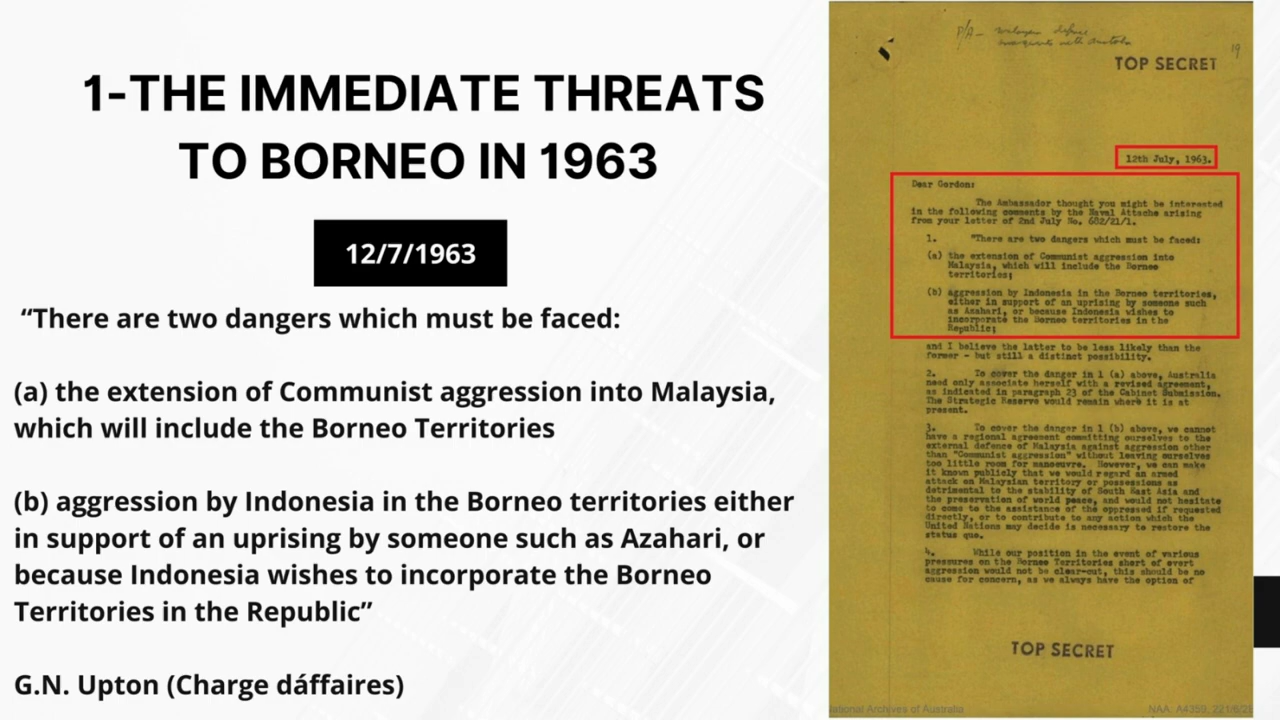 1-THE IMMEDIATE THREATS
TO BORNEO IN 1963
12/7/1963
“There are two dangers which must be faced:
(a) the extension of Communist aggression into Malaysia,
which will include the Borneo Territories
(b) aggression by Indonesia in the Borneo territories either
in support of an uprising by someone such as Azahari, or
because Indonesia wishes to incorporate the Borneo
Territories in the Republic”
G.N. Upton (Charge dáffaires)
P/A -
19
TOP SECRET
12th July, 1963.
Dear Gordon:
The Ambassador thought you might be interested
in the following comments by the Naval Attache arising
from your letter of 2nd July No. 682/21/1.
1. "There are two dangers which must be faced:
(a) the extension of Communist aggression into
Malaysia, which will include the Borneo
territories;
(b) aggression by Indonesia in the Borneo territories,
either in support of an uprising by someone such
as Azahari, or because Indonesia wishes to
incorporate the Borneo territories in the
Republic;
and I believe the latter to be less likely than the
former - but still a distinct possibility.
2. To cover the danger in 1 (a) above, Australia
need only associate herself with a revised agreement,
as indicated in paragraph 23 of the Cabinet Submission.
The Strategic Reserve would remain where it is at
present.
3. To cover the danger in 1 (b) above, we cannot
have a regional agreement committing ourselves to the
external defence of Malaysia against aggression other
than "Communist aggression" without leaving ourselves
too little room for manoeuvre. However, we can make
it known publicly that we would regard an armed
attack on Malaysian territory or possessions as
detrimental to the stability of South East Asia and
the preservation of world peace, and would not hesitate
to come to the assistance of the oppressed if requested
directly, or to contribute to any action which the
United Nations may decide is necessary to restore the
status quo.
4. While our position in the event of various
pressures on the Borneo Territories short of overt
aggression would not be clear-cut, this should be no
cause for concern, as we always have the option of
TOP SECRET
National Archives of Australia
NAA: A4359, 221/6/28